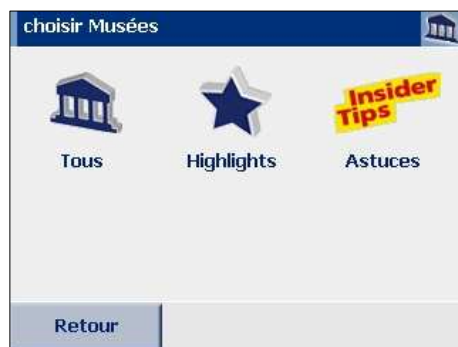 choisir Musées
Insider
Tips
Tous
Highlights
Astuces
Retour